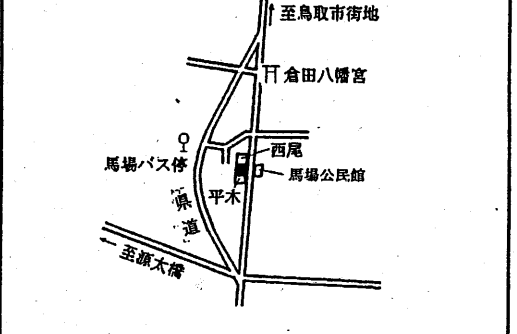 至鳥取市街地
倉田八幡宮
西尾
馬場バス停
馬場公民館
平木
県道
至源太橋